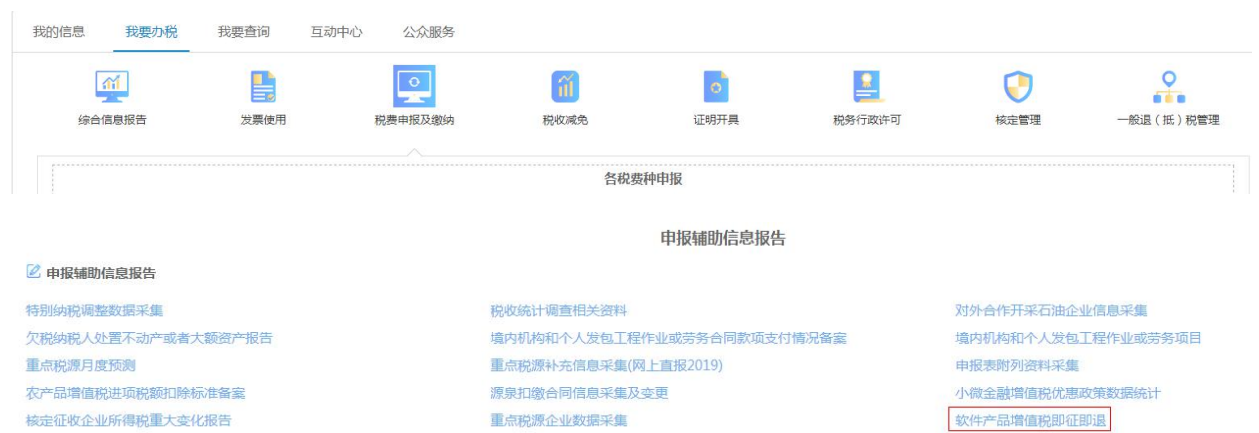 我的信息 我要办税 我要查询 互动中心 公众服务
综合信息报告 发票使用 税费申报及缴纳 税收减免 证明开具 税务行政许可 核定管理 一般退（抵）税管理
各税费种申报
申报辅助信息报告
申报辅助信息报告
特别纳税调整数据采集 税收统计调查相关资料 对外合作开采石油企业信息采集
欠税纳税人处置不动产或者大额资产报告 境内机构和个人发包工程作业或劳务合同款项支付情况备案 境内机构和个人发包工程作业或劳务项目
重点税源月度预测 重点税源补充信息采集(网上直报2019) 申报表附列资料采集
农产品增值税进项税额扣除标准备案 源泉扣缴合同信息采集及变更 小微金融增值税优惠政策数据统计
核定征收企业所得税重大变化报告 重点税源企业数据采集 软件产品增值税即征即退